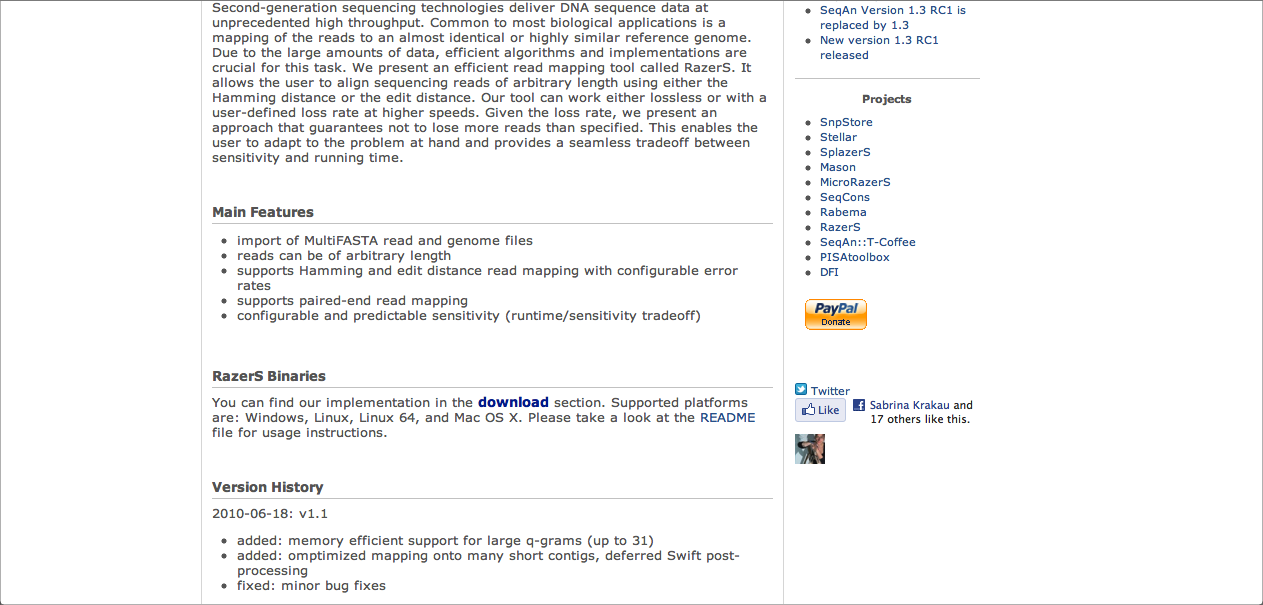 Second-generation sequencing technologies deliver DNA sequence data at
unprecedented high throughput. Common to most biological applications is a
mapping of the reads to an almost identical or highly similar reference genome.
Due to the large amounts of data, efficient algorithms and implementations are
crucial for this task. We present an efficient read mapping tool called RazerS. It
allows the user to align sequencing reads of arbitrary length using either the
Hamming distance or the edit distance. Our tool can work either lossless or with a
user-defined loss rate at higher speeds. Given the loss rate, we present an
approach that guarantees not to lose more reads than specified. This enables the
user to adapt to the problem at hand and provides a seamless tradeoff between
sensitivity and running time.
Main Features
import of MultiFASTA read and genome files
reads can be of arbitrary length
supports Hamming and edit distance read mapping with configurable error
rates
supports paired-end read mapping
configurable and predictable sensitivity (runtime/sensitivity tradeoff)
RazerS Binaries
You can find our implementation in the download section. Supported platforms
are: Windows, Linux, Linux 64, and Mac OS X. Please take a look at the README
file for usage instructions.
Version History
2010-06-18: v1.1
added: memory efficient support for large q-grams (up to 31)
added: omptimized mapping onto many short contigs, deferred Swift post-
processing
fixed: minor bug fixes
SeqAn Version 1.3 RC1 is
replaced by 1.3
New version 1.3 RC1
released
Projects
SnpStore
Stellar
SplazerS
Mason
MicroRazerS
SeqCons
Rabema
RazerS
SeqAn::T-Coffee
PISAtoolbox
DFI
PayPal
Donate
Twitter
Like
Sabrina Krakau and
17 others like this.